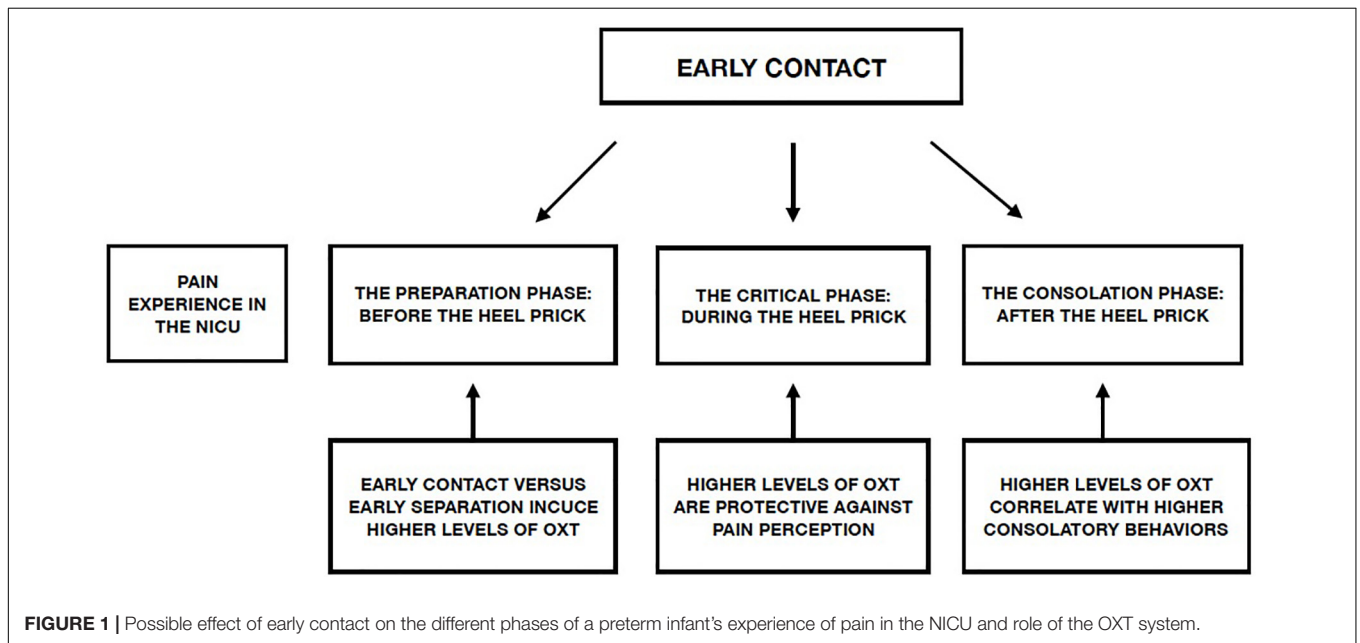 EARLY CONTACT
PAIN
EXPERIENCE IN
THE NICU
THE PREPARATION PHASE:
BEFORE THE HEEL PRICK
THE CRITICAL PHASE:
DURING THE HEEL PRICK
THE CONSOLATION PHASE:
AFTER THE HEEL PRICK
EARLY CONTACT VERSUS
EARLY SEPARATION INCUCE
HIGHER LEVELS OF OXT
HIGHER LEVELS OF OXT
ARE PROTECTIVE AGAINST
PAIN PERCEPTION
HIGHER LEVELS OF OXT
CORRELATE WITH HIGHER
CONSOLATORY BEHAVIORS
FIGURE 1 | Possible effect of early contact on the different phases of a preterm infant's experience of pain in the NICU and role of the OXT system.